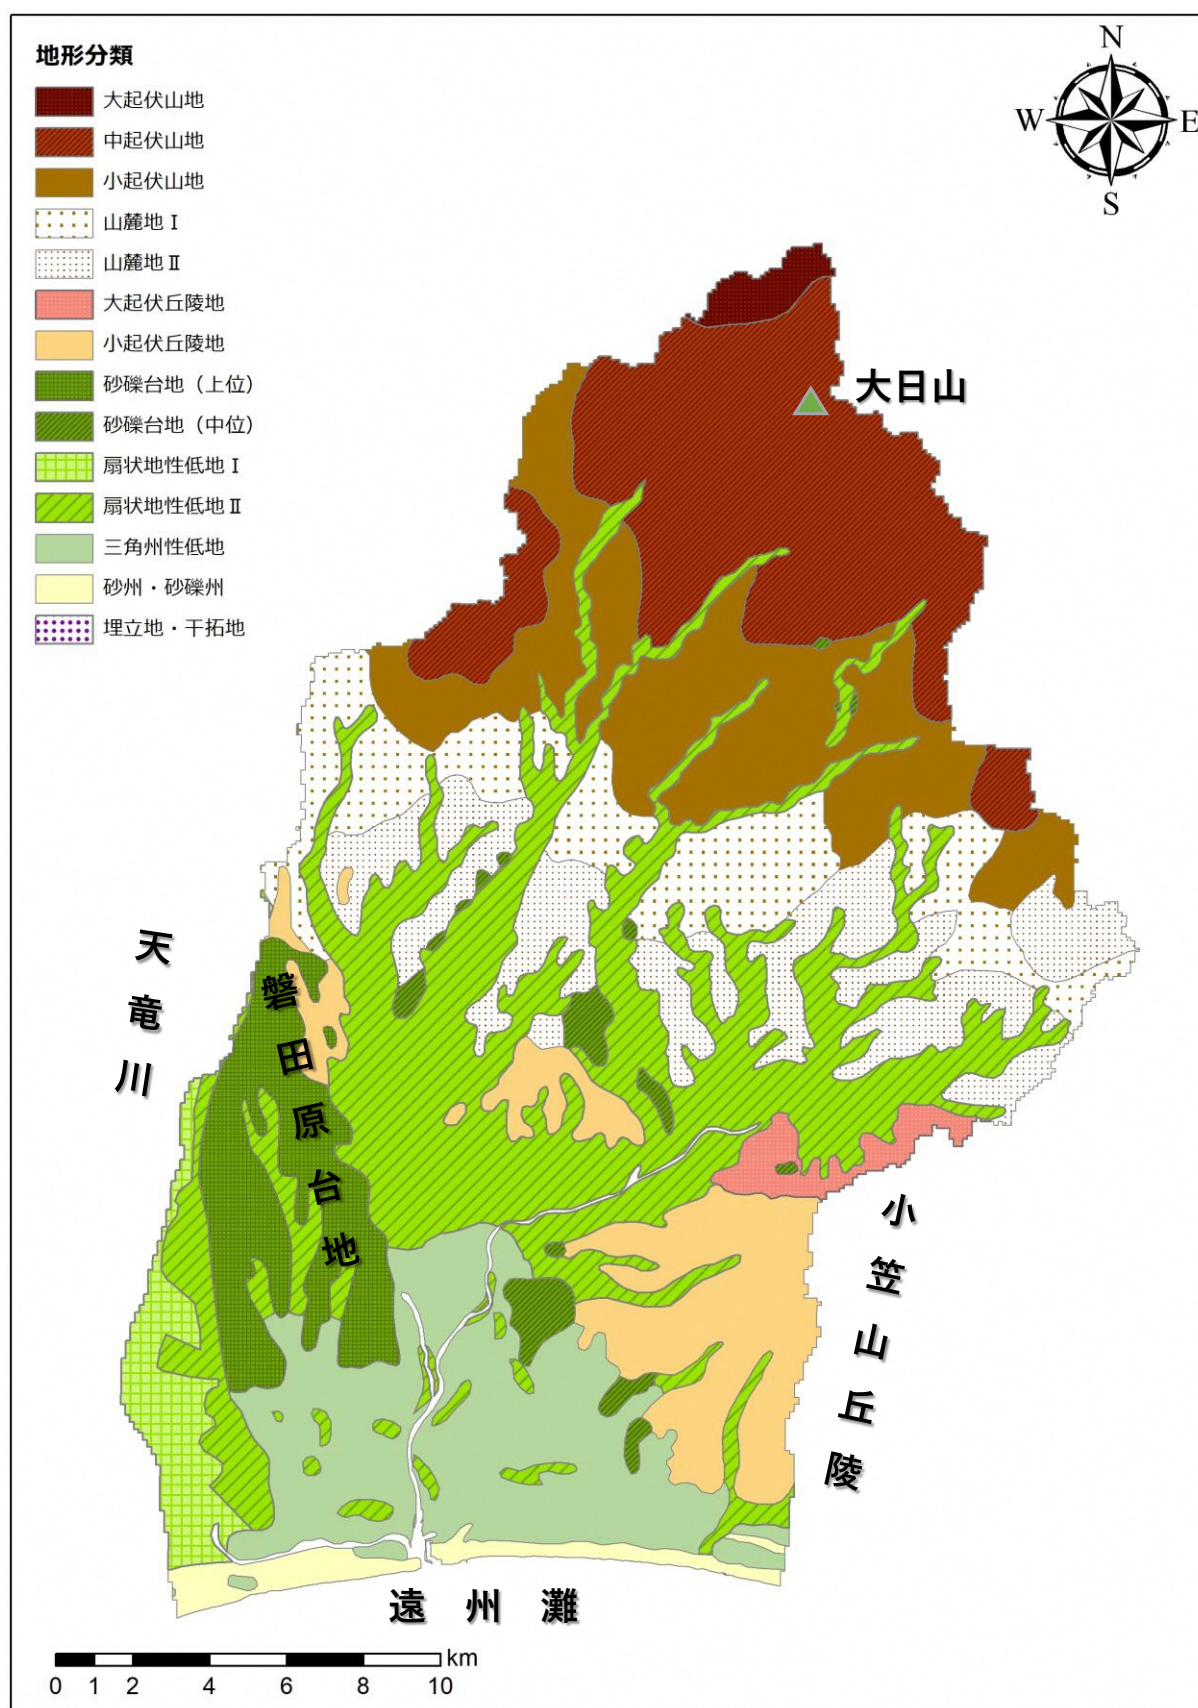 地形分類
大起伏山地
中起伏山地
小起伏山地
山麓地Ⅰ
山麓地Ⅱ
大起伏丘陵地
小起伏丘陵地
砂礫台地（上位）
砂礫台地（中位）
扇状地性低地Ⅰ
扇状地性低地Ⅱ
三角州性低地
砂州・砂礫州
埋立地・干拓地
N
W
E
S
大日山
天竜川
磐田原台地
小笠山丘陵
遠州灘
0 1 2 4 6 8 10 km